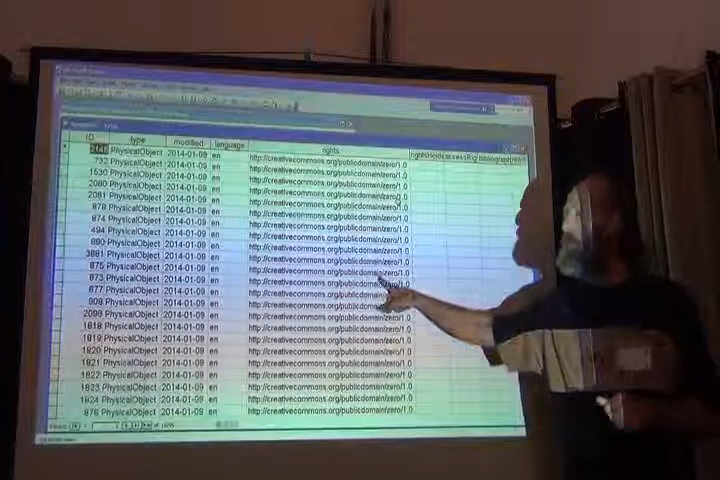 ID type modified language rights rightsHolde accessRig bibliographi
2148 PhysicalObject 2014-01-09 en http://creativecommons.org/publicdomain/zero/1.0
732 PhysicalObject 2014-01-09 en http://creativecommons.org/publicdomain/zero/1.0
1530 PhysicalObject 2014-01-09 en http://creativecommons.org/publicdomain/zero/1.0
2080 PhysicalObject 2014-01-09 en http://creativecommons.org/publicdomain/zero/1.0
2081 PhysicalObject 2014-01-09 en http://creativecommons.org/publicdomain/zero/1.0
878 PhysicalObject 2014-01-09 en http://creativecommons.org/publicdomain/zero/1.0
874 PhysicalObject 2014-01-09 en http://creativecommons.org/publicdomain/zero/1.0
494 PhysicalObject 2014-01-09 en http://creativecommons.org/publicdomain/zero/1.0
880 PhysicalObject 2014-01-09 en http://creativecommons.org/publicdomain/zero/1.0
3881 PhysicalObject 2014-01-09 en http://creativecommons.org/publicdomain/zero/1.0
875 PhysicalObject 2014-01-09 en http://creativecommons.org/publicdomain/zero/1.0
873 PhysicalObject 2014-01-09 en http://creativecommons.org/publicdomain/zero/1.0
877 PhysicalObject 2014-01-09 en http://creativecommons.org/publicdomain
908 PhysicalObject 2014-01-09 en http://creativecommons.org/publicdomain
2099 PhysicalObject 2014-01-09 en http://creativecommons.org/publicdomain/zero/1.0
1818 PhysicalObject 2014-01-09 en http://creativecommons.org/publicdomain/zero/1.0
1819 PhysicalObject 2014-01-09 en http://creativecommons.org/publicdomain/zero/1.0
1820 PhysicalObject 2014-01-09 en http://creativecommons.org/publicdomain/zero/1.0
1821 PhysicalObject 2014-01-09 en http://creativecommons.org/publicdomain/zero/1.0
1822 PhysicalObject 2014-01-09 en http://creativecommons.org/publicdomain/zero/1.0
1823 PhysicalObject 2014-01-09 en http://creativecommons.org/publicdomain/zero/1.0
1824 PhysicalObject 2014-01-09 en http://creativecommons.org/publicdomain/zero/1.0
876 PhysicalObject 2014-01-09 en http://creativecommons.org/publicdomain/zero/1.0